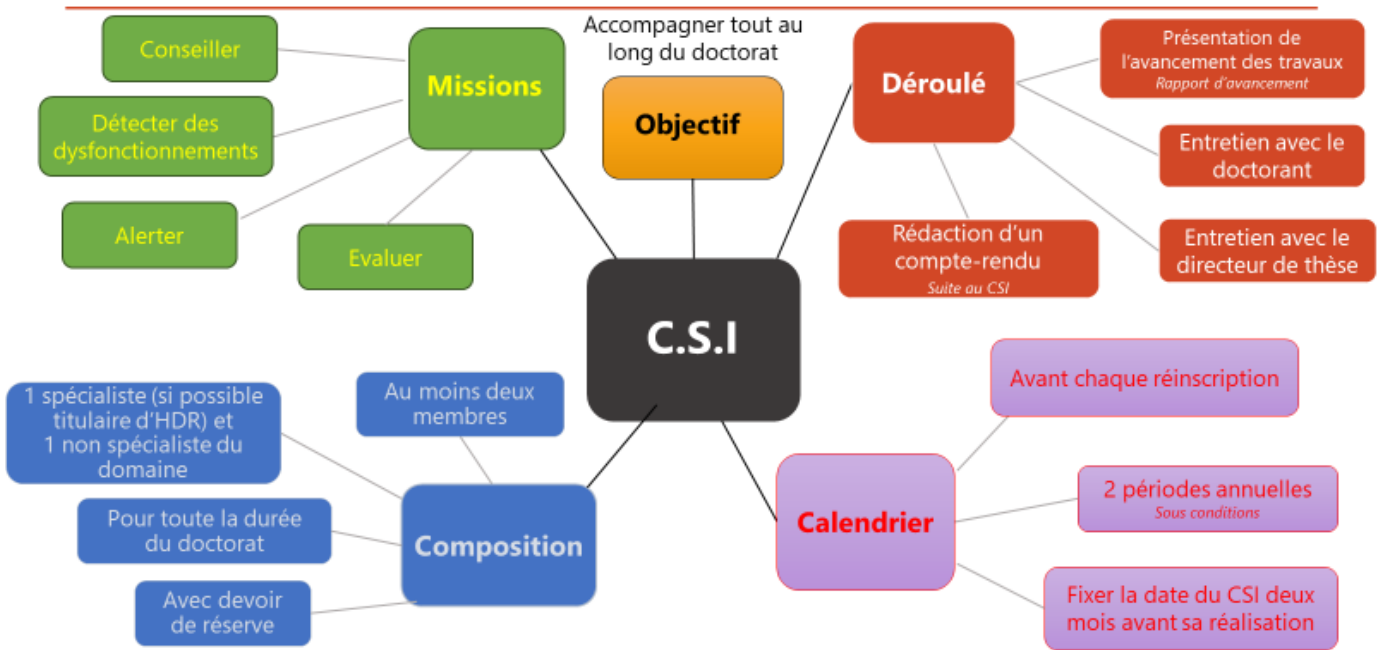 Accompagner tout au
long du doctorat
Objectif
Missions
Conseiller
Détecter des
dysfonctionnements
Alerter
Evaluer
Déroulé
Présentation de
l'avancement des travaux
Rapport d'avancement
Entretien avec le
doctorant
Entretien avec le
directeur de thèse
Rédaction d'un
compte-rendu
Suite au CSI
C.S.I
Au moins deux
membres
1 spécialiste (si possible
titulaire d'HDR) et
1 non spécialiste du
domaine
Pour toute la durée
du doctorat
Avec devoir
de réserve
Composition
Calendrier
Avant chaque réinscription
2 périodes annuelles
Sous conditions
Fixer la date du CSI deux
mois avant sa réalisation